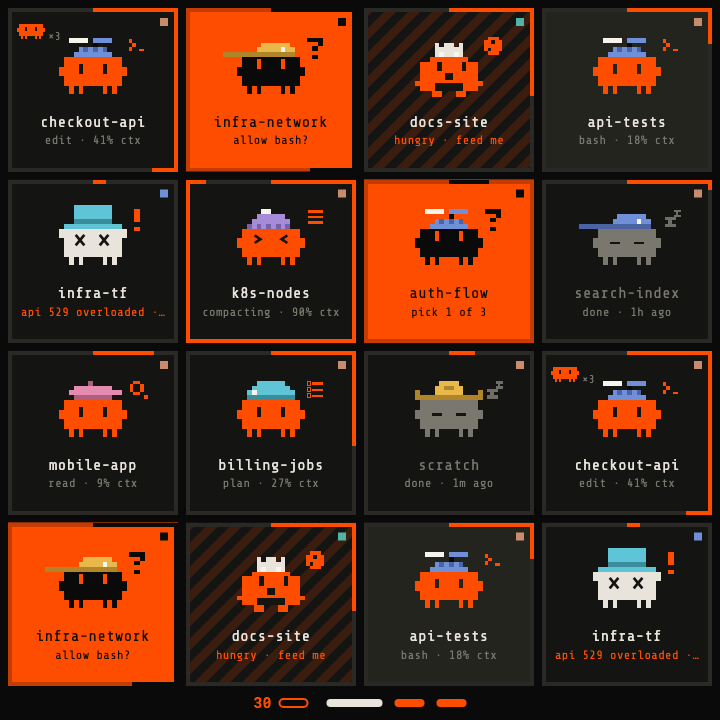 ×3
checkout-api
edit · 41% ctx
?
infra-network
allow bash?
docs-site
hungry · feed me
>_
api-tests
bash · 18% ctx
!
infra-tf
api 529 overloaded ·…
k8s-nodes
compacting · 90% ctx
?
auth-flow
pick 1 of 3
zz
search-index
done · 1h ago
mobile-app
read · 9% ctx
billing-jobs
plan · 27% ctx
zz
scratch
done · 1m ago
×3
>_
checkout-api
edit · 41% ctx
?
infra-network
allow bash?
docs-site
hungry · feed me
>_
api-tests
bash · 18% ctx
!
infra-tf
api 529 overloaded ·…
30